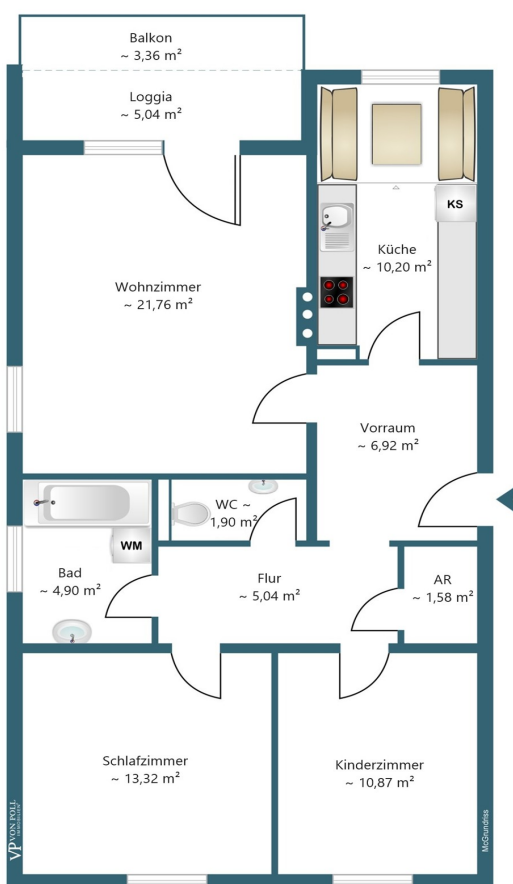 Balkon
~ 3,36 m²
Loggia
~ 5,04 m²
KS
Küche
~ 10,20 m²
Wohnzimmer
~ 21,76 m²
Vorraum
~ 6,92 m²
WC ~
1,90 m²
WM
Bad
~ 4,90 m²
Flur
~ 5,04 m²
AR
~ 1,58 m²
Schlafzimmer
~ 13,32 m²
Kinderzimmer
~ 10,87 m²
VP VON POLL
IMMOBILIEN
McGrundriss